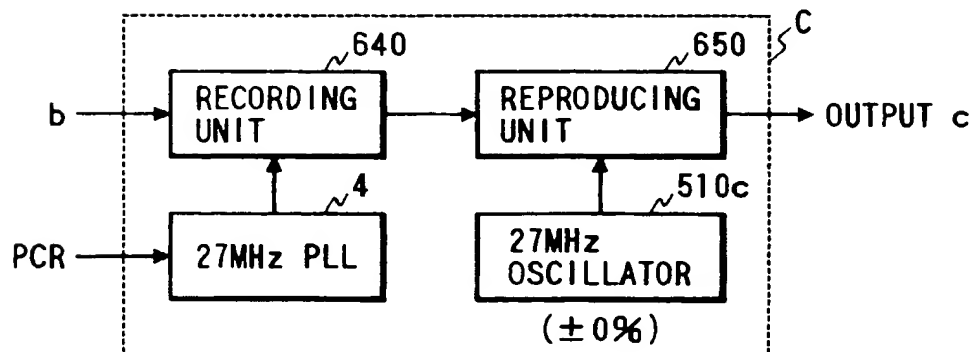 C
640
650
b
RECORDING
UNIT
REPRODUCING
UNIT
OUTPUT c
4
510c
PCR
27MHz PLL
27MHz
OSCILLATOR
(±0%)